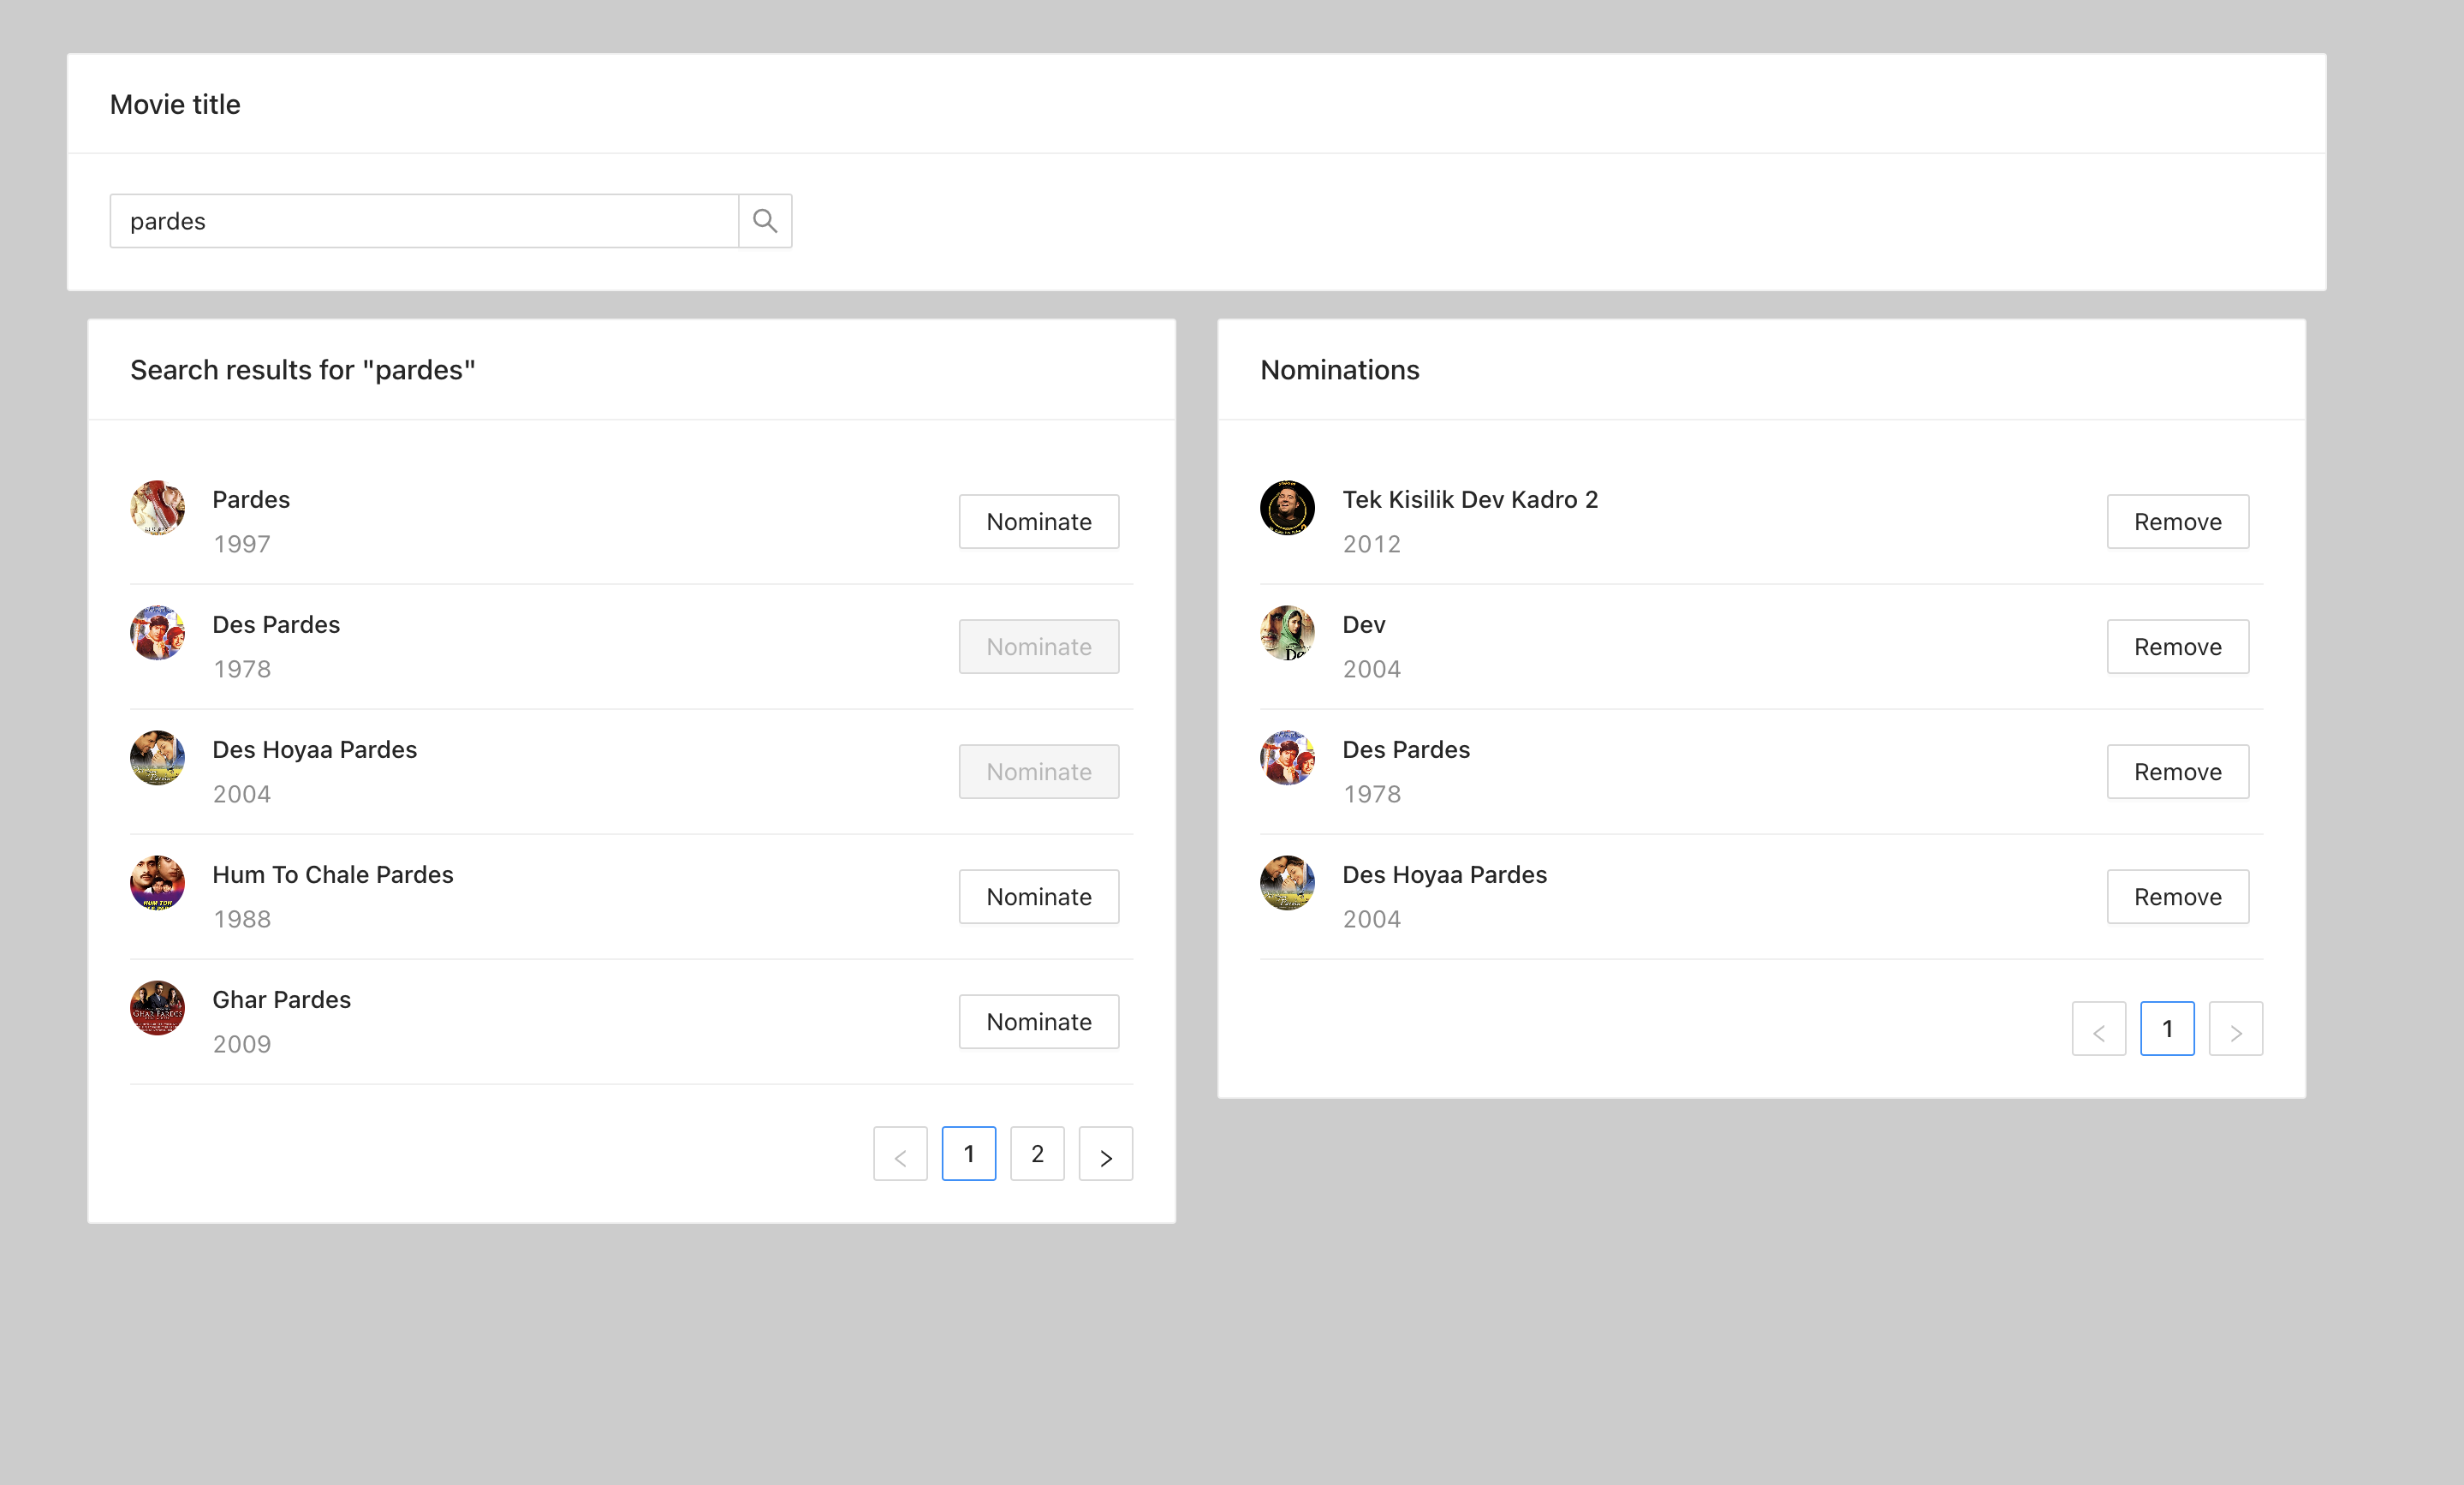 Movie title
pardes
Search results for "pardes"
Pardes
1997
Nominate
Des Pardes
1978
Nominate
Des Hoyaa Pardes
2004
Nominate
Hum To Chale Pardes
1988
Nominate
Ghar Pardes
2009
Nominate
< 1 2 >
Nominations
Tek Kisilik Dev Kadro 2
2012
Remove
Dev
2004
Remove
Des Pardes
1978
Remove
Des Hoyaa Pardes
2004
Remove
< 1 >